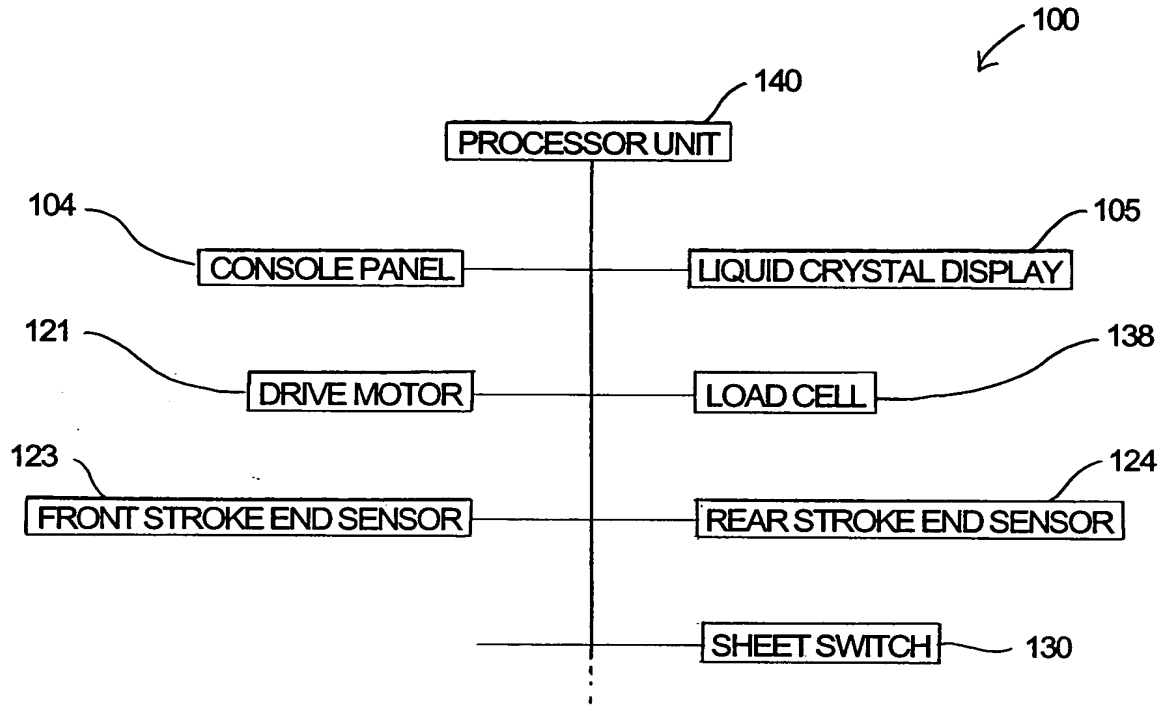 100
140
PROCESSOR UNIT
104
105
CONSOLE PANEL
LIQUID CRYSTAL DISPLAY
121
138
DRIVE MOTOR
LOAD CELL
123
124
FRONT STROKE END SENSOR
REAR STROKE END SENSOR
SHEET SWITCH
130